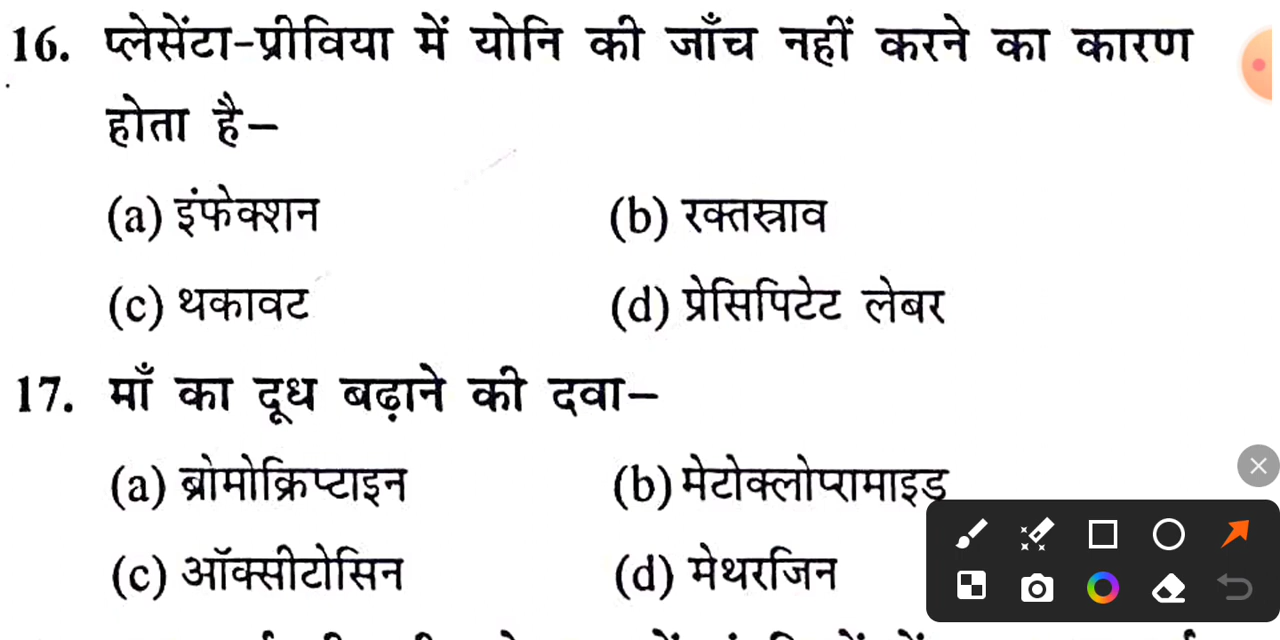 16. प्लेसेंटा-प्रीविया में योनि की जाँच नहीं करने का कारण
होता है–
(a) इंफेक्शन (b) रक्तस्राव
(c) थकावट (d) प्रेसिपिटेट लेबर
17. माँ का दूध बढ़ाने की दवा–
(a) ब्रोमोक्रिप्टाइन (b) मेटोक्लोप्रामाइड
(c) ऑक्सीटोसिन (d) मेथरजिन